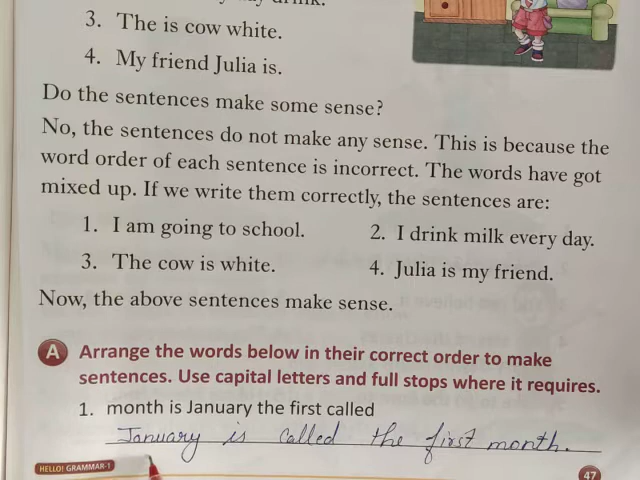 3. The is cow white.
4. My friend Julia is.
Do the sentences make some sense?
No, the sentences do not make any sense. This is because the
word order of each sentence is incorrect. The words have got
mixed up. If we write them correctly, the sentences are:
1. I am going to school. 2. I drink milk every day.
3. The cow is white. 4. Julia is my friend.
Now, the above sentences make sense.
A Arrange the words below in their correct order to make
sentences. Use capital letters and full stops where it requires.
1. month is January the first called
January is called the first month.
HELLO! GRAMMAR-1 47